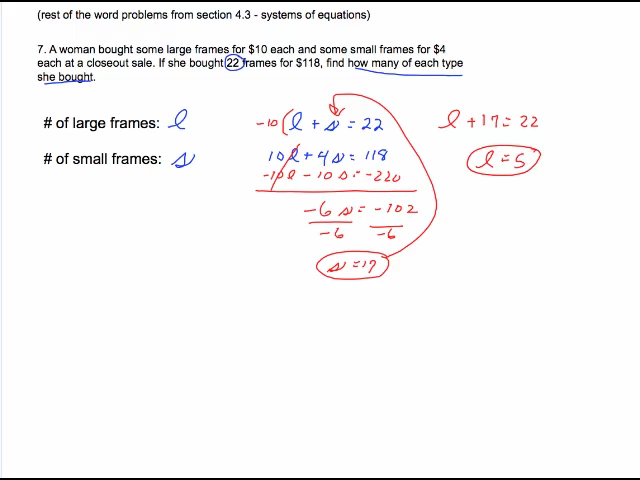 (rest of the word problems from section 4.3 - systems of equations)
7. A woman bought some large frames for $10 each and some small frames for $4
each at a closeout sale. If she bought 22 frames for $118, find how many of each type
she bought.
# of large frames: l
# of small frames: s
-10(l + s = 22
10l + 4s = 118
-10l - 10s = -220
-6s = -102
-6 -6
s = 17
l + 17 = 22
l = 5